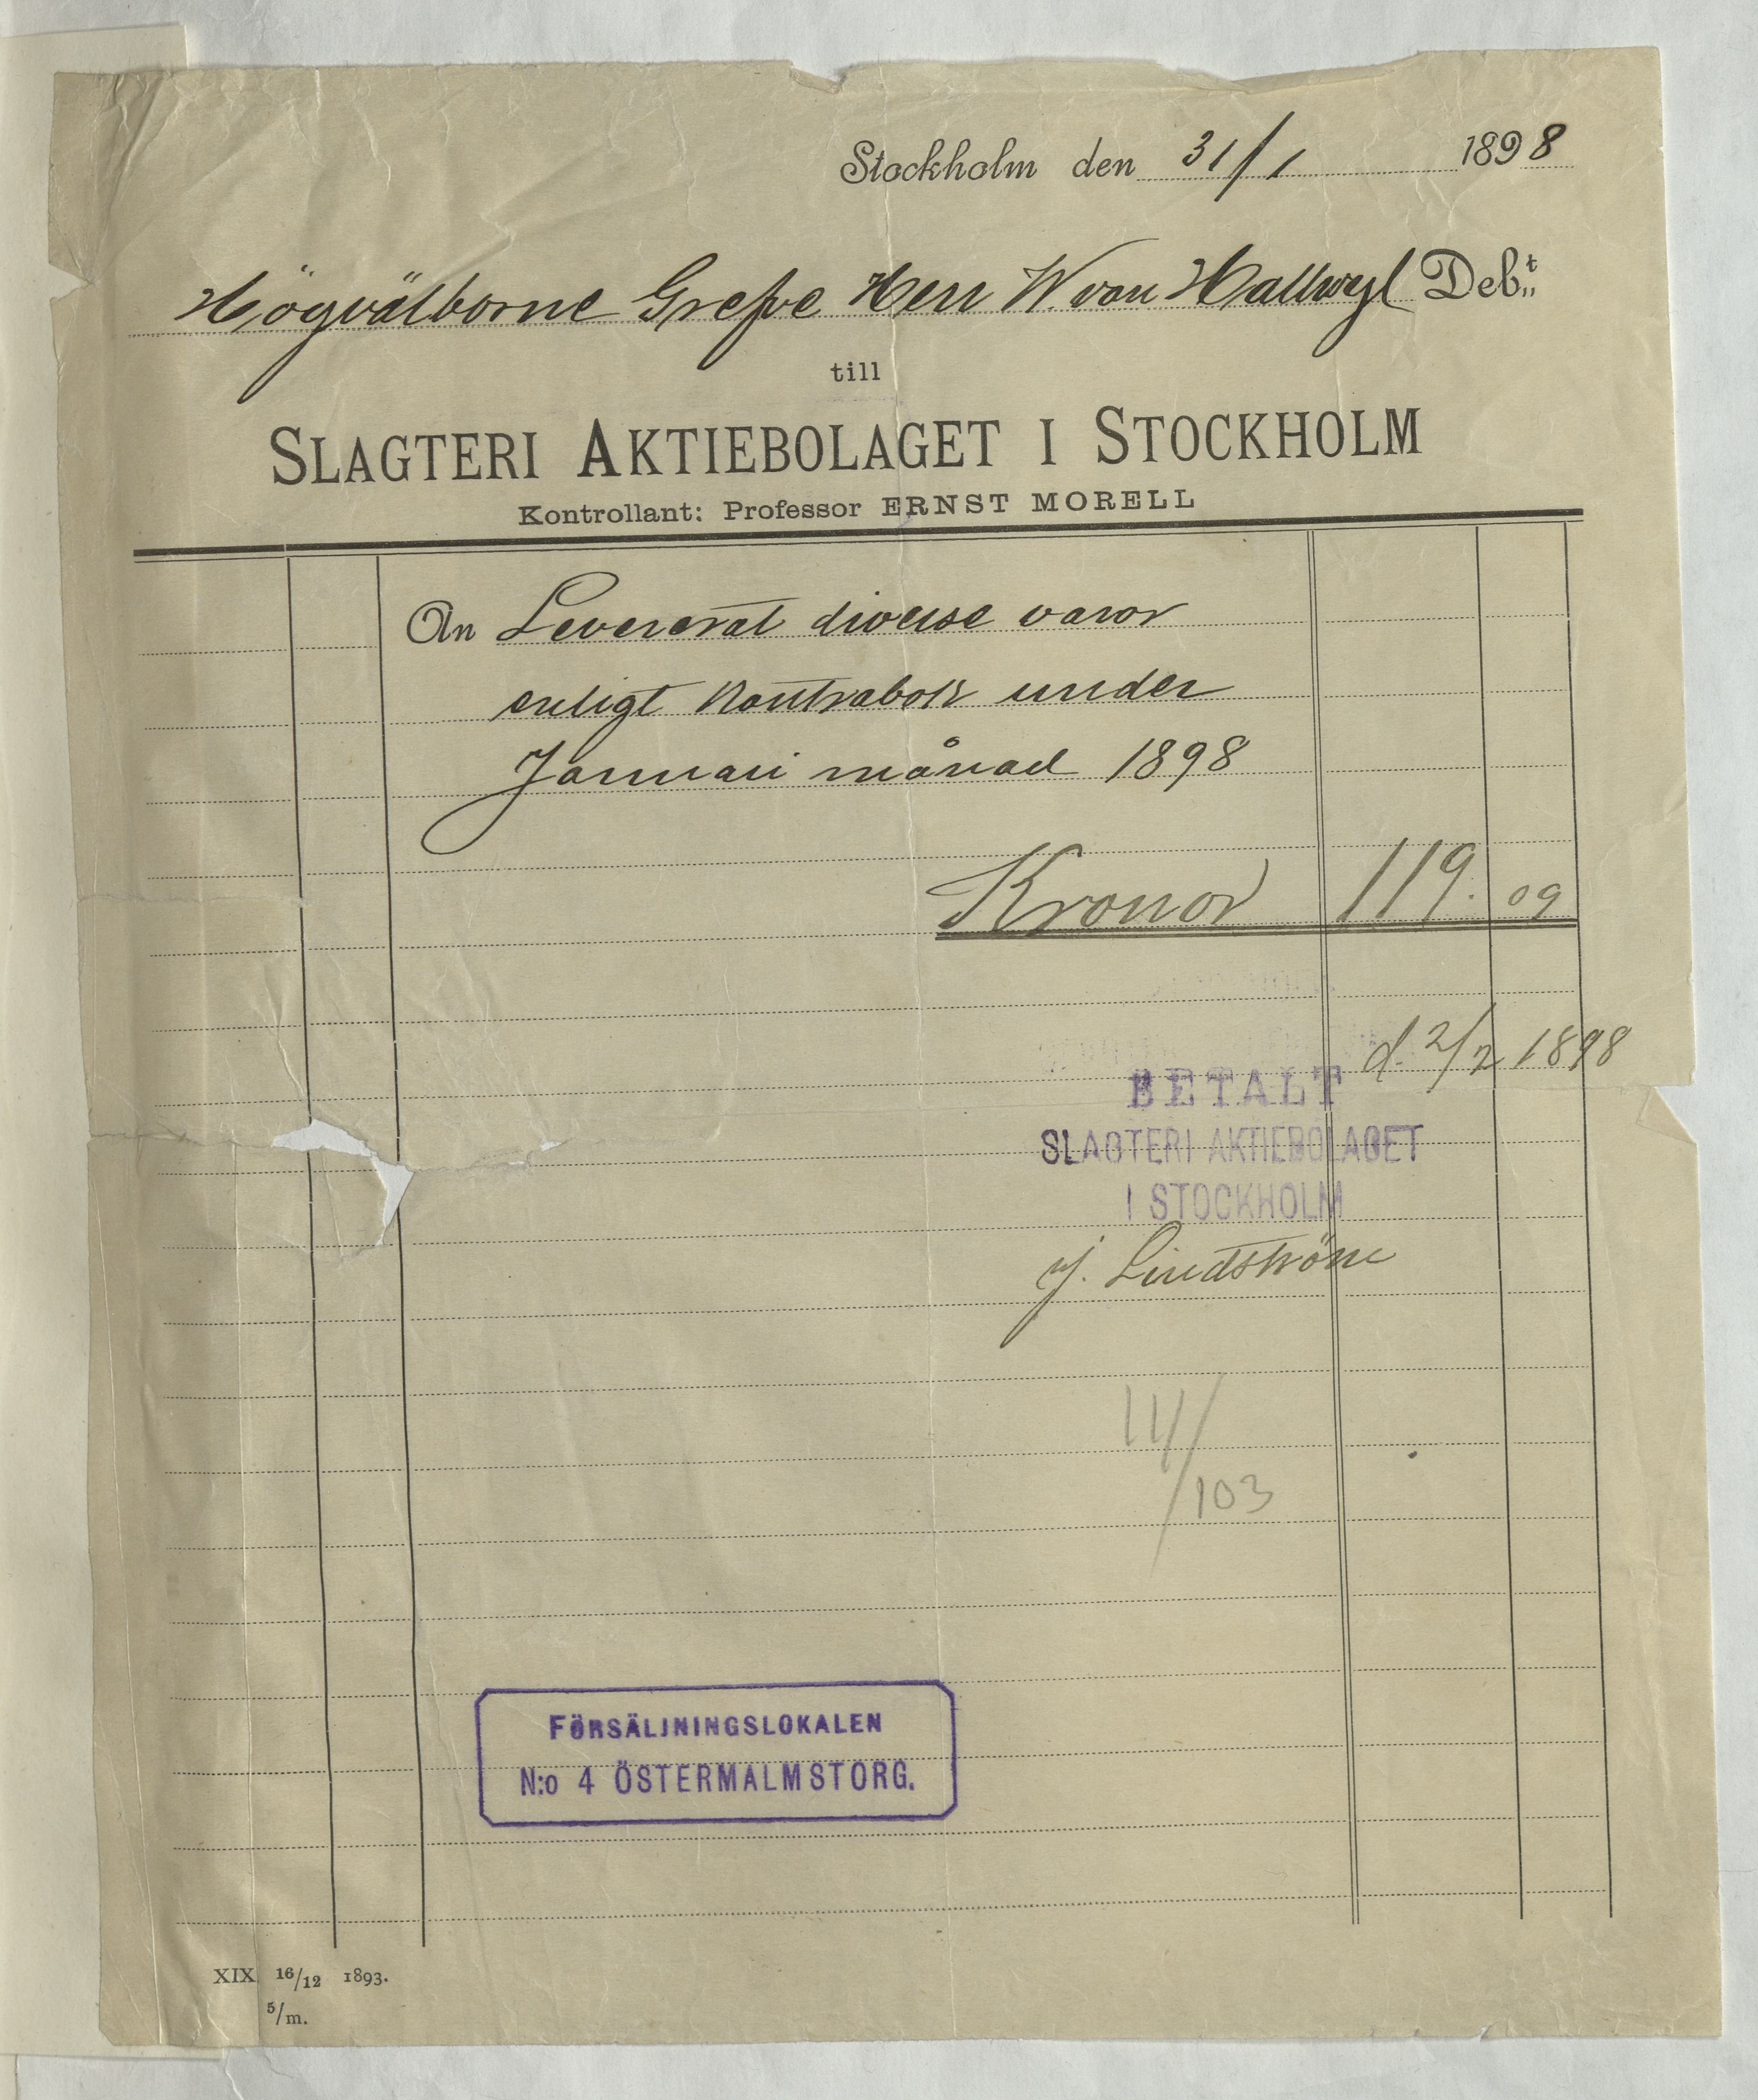 Stockholm den 31/1 1898
Högvälborne Grefve Herr W von Hallwyl Deb:t
till
SLAGTERI AKTIEBOLAGET I STOCKHOLM
Kontrollant: Professor ERNST MORELL
An Levererat diverse varor
enligt Kontrabok under
Januari månad 1898
Kronor 119. 09
d. 2/2 1898
BETALT
SLAGTERI AKTIEBOLAGET
I STOCKHOLM
J. Lindström
/103
FÖRSÄLJNINGSLOKALEN
N:o 4 ÖSTERMALMSTORG.
XIX 16/12 1893.
5/m.